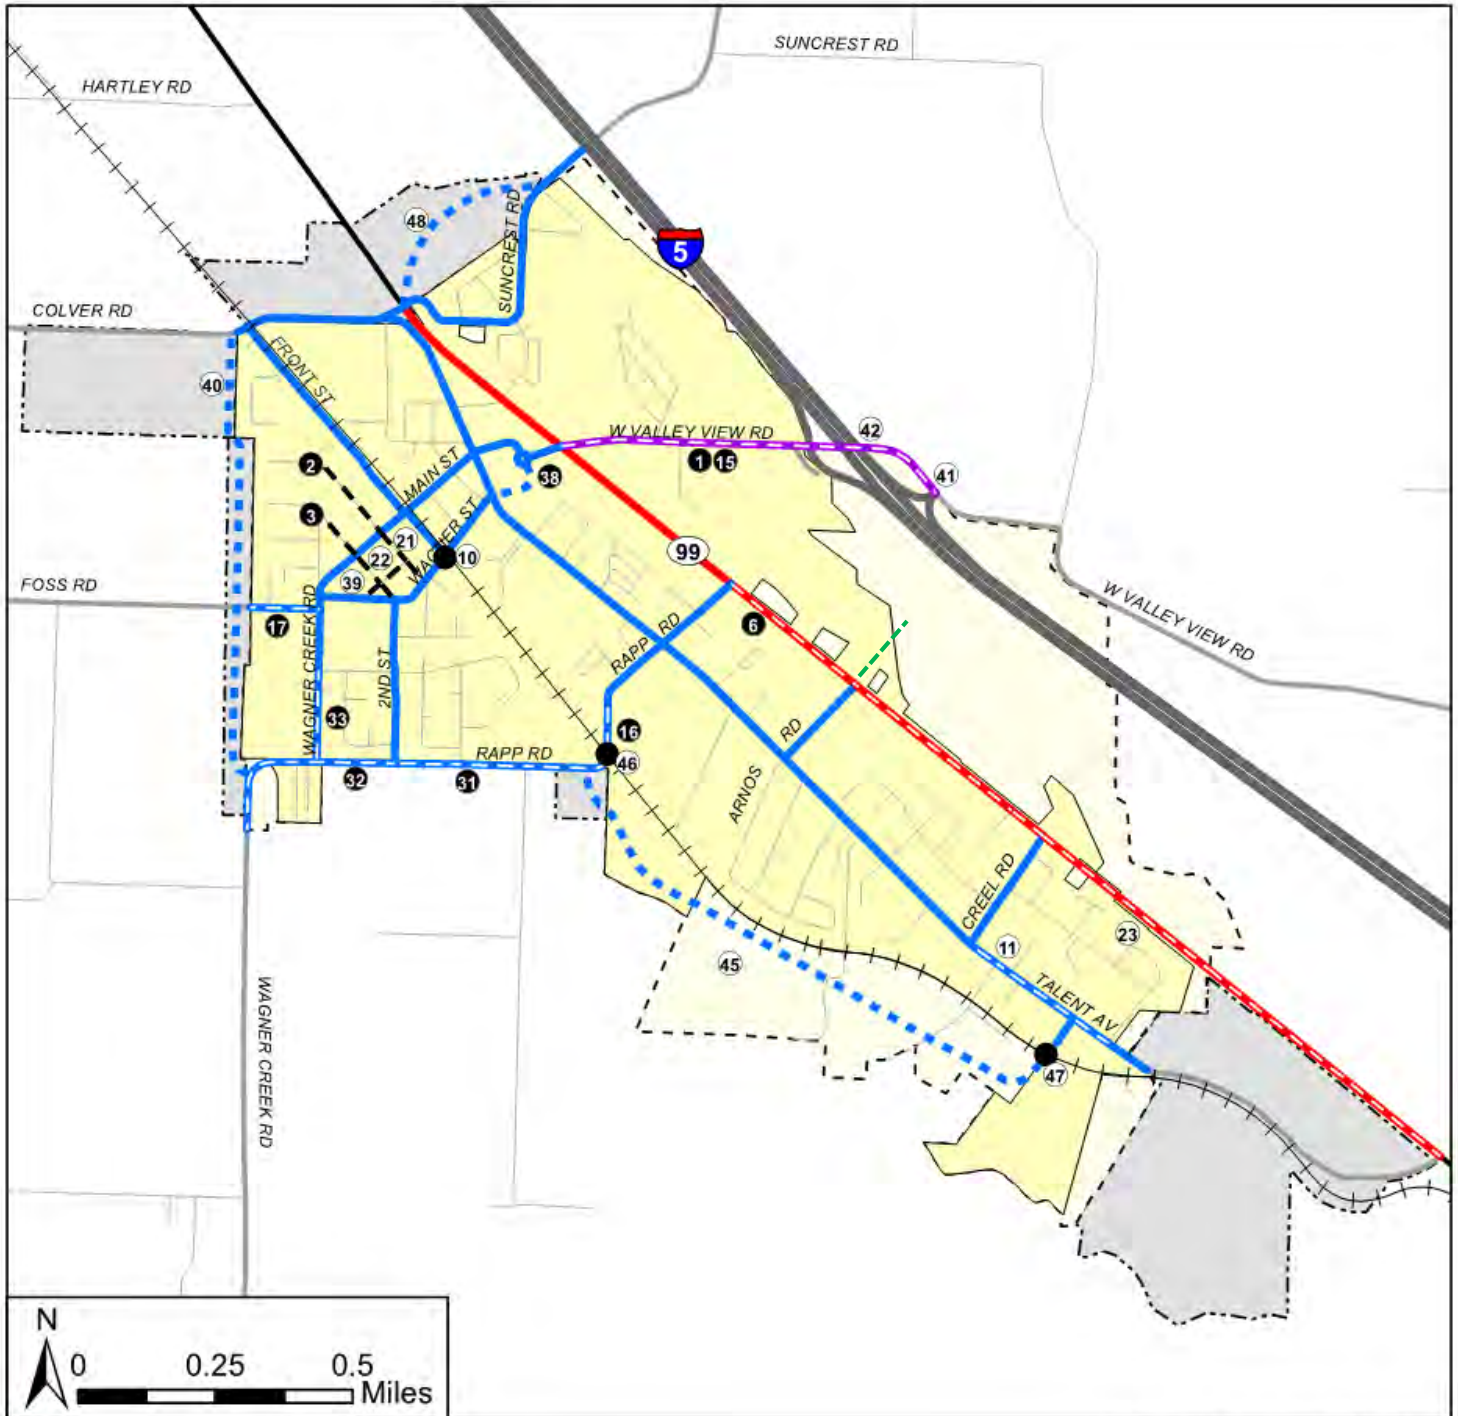 SUNCREST RD
HARTLEY RD
48
SUNCREST RD
5
COLVER RD
FRONT ST
40
W VALLEY VIEW RD
42
1
15
41
2
MAIN ST
38
3
21
WAGNER ST
22
10
99
39
FOSS RD
17
WAGNER CREEK RD
2ND ST
RAPP RD
6
W VALLEY VIEW RD
33
16
RD
RAPP RD
46
32
31
ARNOS
CREEL RD
23
11
45
TALENT AV
WAGNER CREEK RD
47
N
0 0.25 0.5
Miles